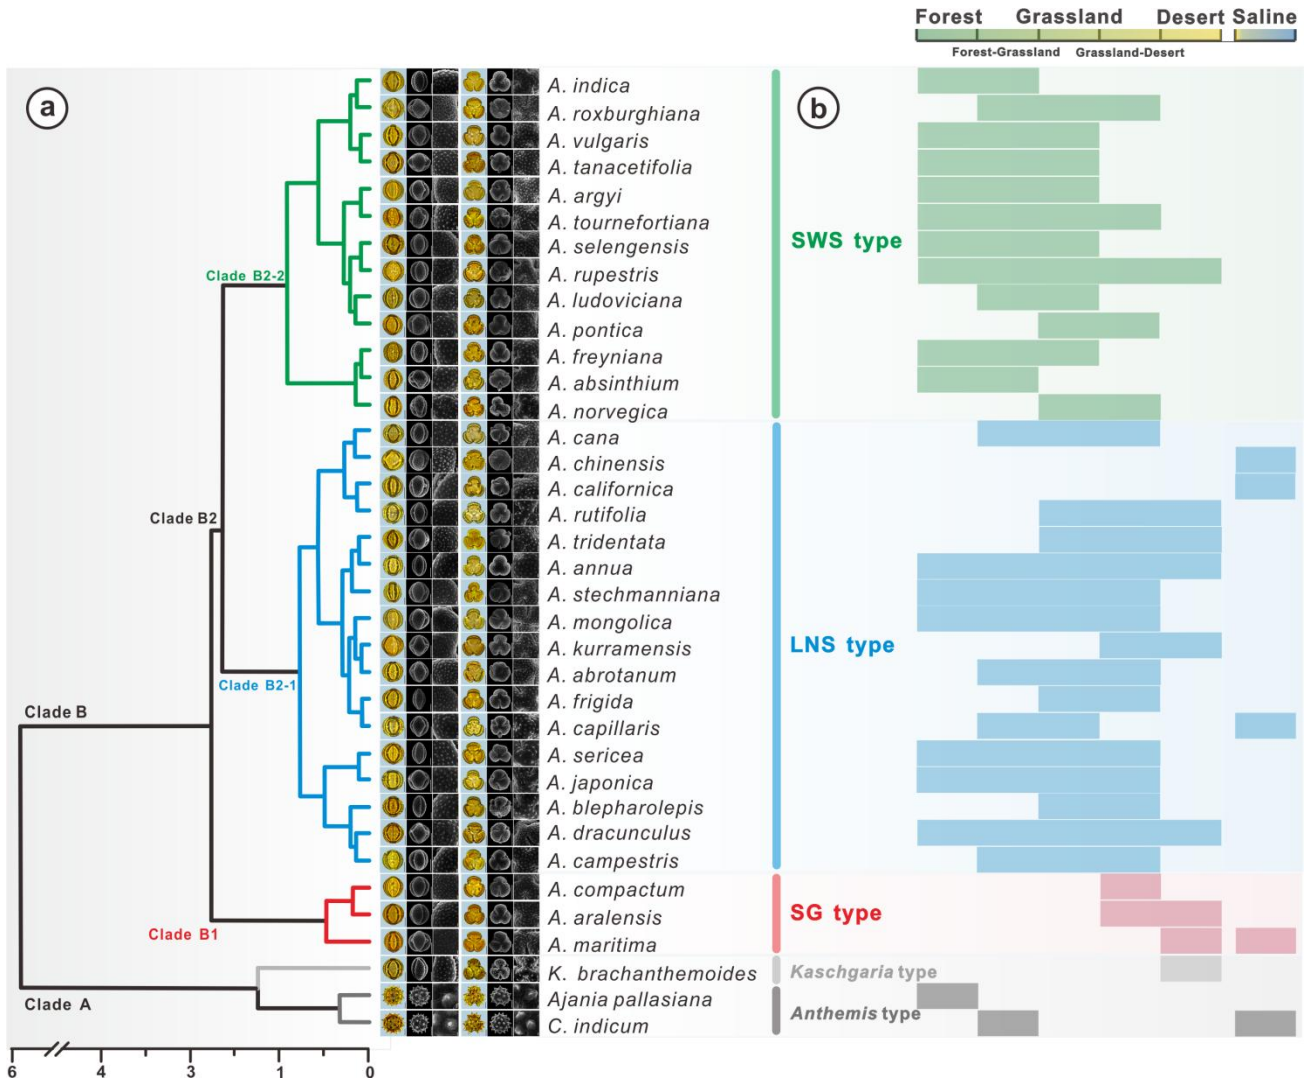 Forest Grassland Desert Saline
Forest-Grassland Grassland-Desert
a
b
A. indica
A. roxburghiana
A. vulgaris
A. tanacetifolia
A. argyi
A. tournefortiana
A. selengensis
A. rupestris
A. ludoviciana
A. pontica
A. freyniana
A. absinthium
A. norvegica
A. cana
A. chinensis
A. californica
A. rutifolia
A. tridentata
A. annua
A. stechmanniana
A. mongolica
A. kurramensis
A. abrotanum
A. frigida
A. capillaris
A. sericea
A. japonica
A. blepharolepis
A. dracunculus
A. campestris
A. compactum
A. aralensis
A. maritima
K. brachanthemoides
Ajania pallasiana
C. indicum
Clade B2-2
Clade B2
Clade B2-1
Clade B
Clade B1
Clade A
SWS type
LNS type
SG type
Kaschgaria type
Anthemis type
6 4 3 1 0